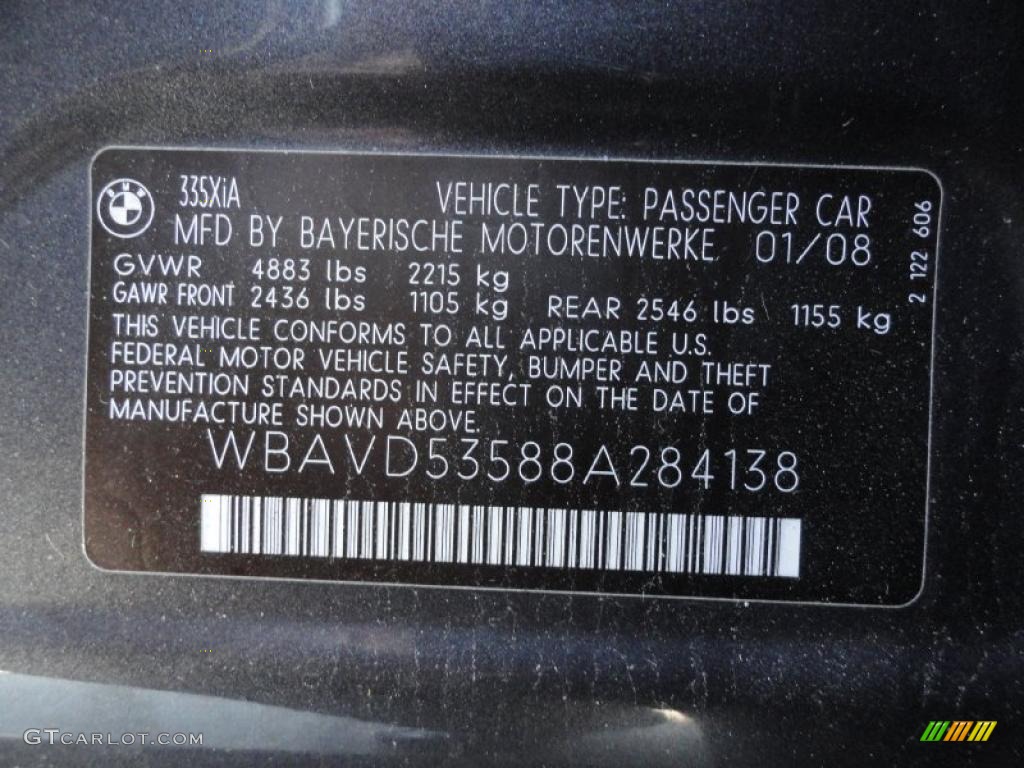 BMW
335XiA VEHICLE TYPE: PASSENGER CAR
MFD BY BAYERISCHE MOTORENWERKE 01/08
GVWR 4883 lbs 2215 kg
GAWR FRONT 2436 lbs 1105 kg REAR 2546 lbs 1155 kg
THIS VEHICLE CONFORMS TO ALL APPLICABLE U.S.
FEDERAL MOTOR VEHICLE SAFETY, BUMPER AND THEFT
PREVENTION STANDARDS IN EFFECT ON THE DATE OF
MANUFACTURE SHOWN ABOVE.
WBAVD53588A284138
2 122 606
GTCARLOT.COM